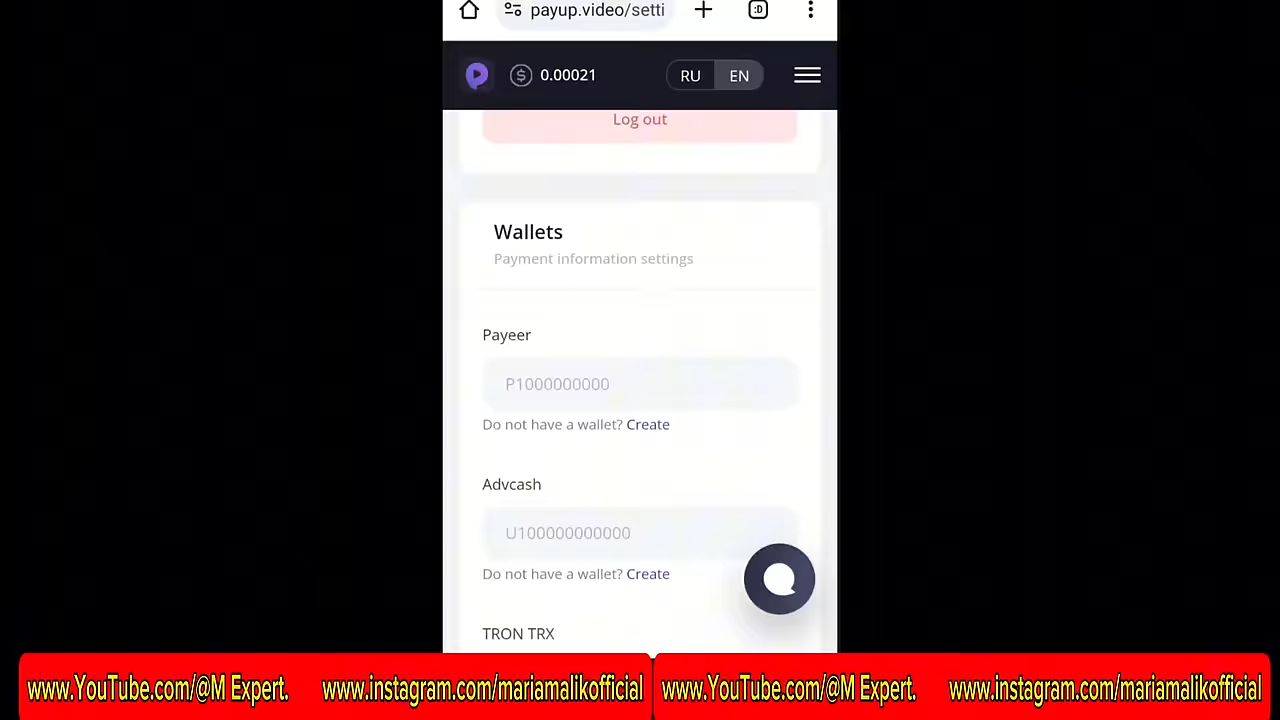 payup.video/setti
:D
0.00021
RU EN
Log out
Wallets
Payment information settings
Payeer
P1000000000
Do not have a wallet? Create
Advcash
U100000000000
Do not have a wallet? Create
TRON TRX
www.YouTube.com/@M Expert. www.instagram.com/mariamalikofficial www.YouTube.com/@M Expert. www.instagram.com/mariamalikofficial